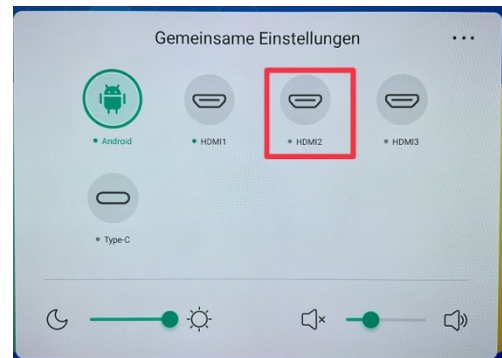 Gemeinsame Einstellungen
Android
HDMI1
HDMI2
HDMI3
Type-C